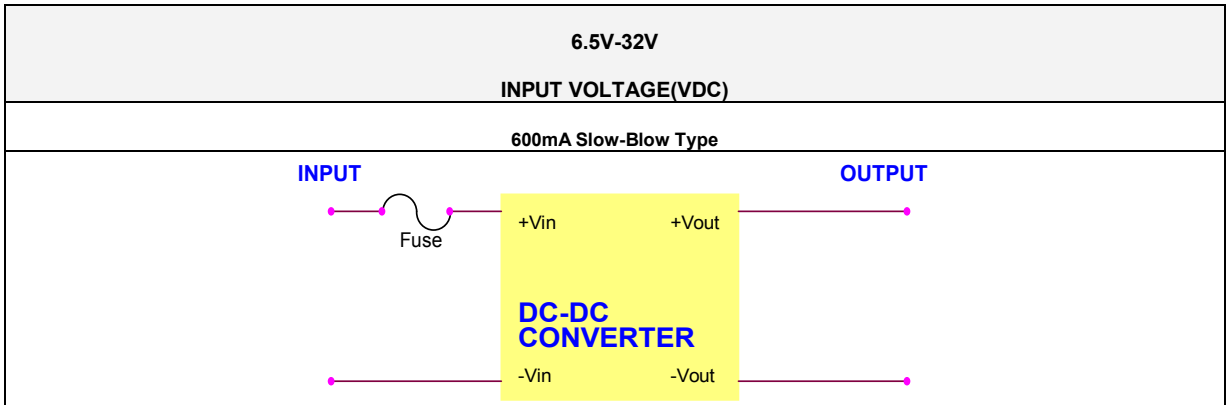 6.5V-32V
INPUT VOLTAGE(VDC)
600mA Slow-Blow Type
INPUT
OUTPUT
+Vin
+Vout
Fuse
DC-DC
CONVERTER
-Vin
-Vout